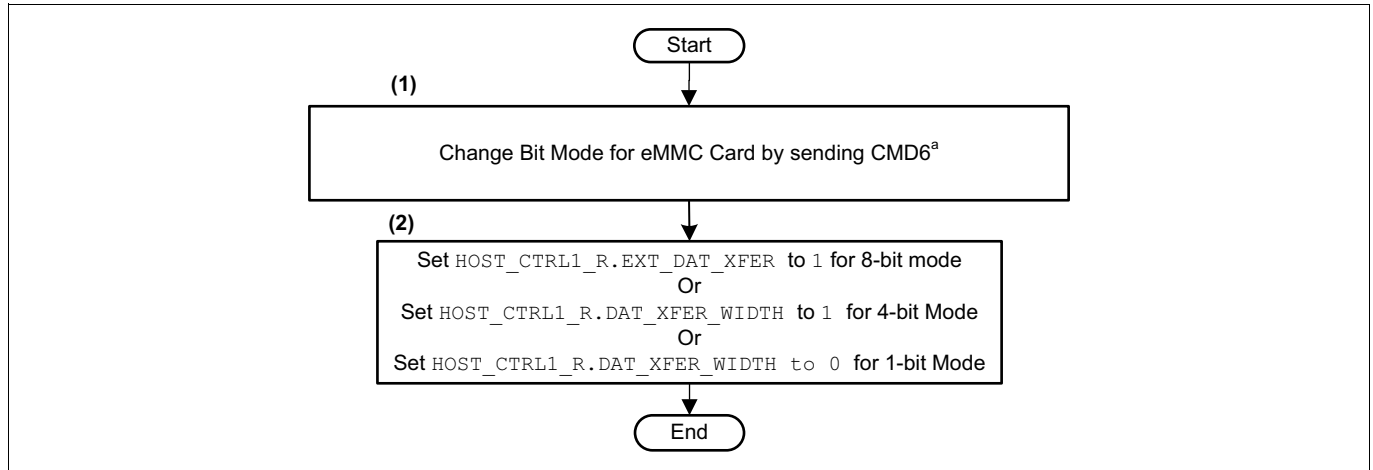 Start
(1)
Change Bit Mode for eMMC Card by sending CMD6a
(2)
Set HOST_CTRL1_R.EXT_DAT_XFER to 1 for 8-bit mode
Or
Set HOST_CTRL1_R.DAT_XFER_WIDTH to 1 for 4-bit Mode
Or
Set HOST_CTRL1_R.DAT_XFER_WIDTH to 0 for 1-bit Mode
End